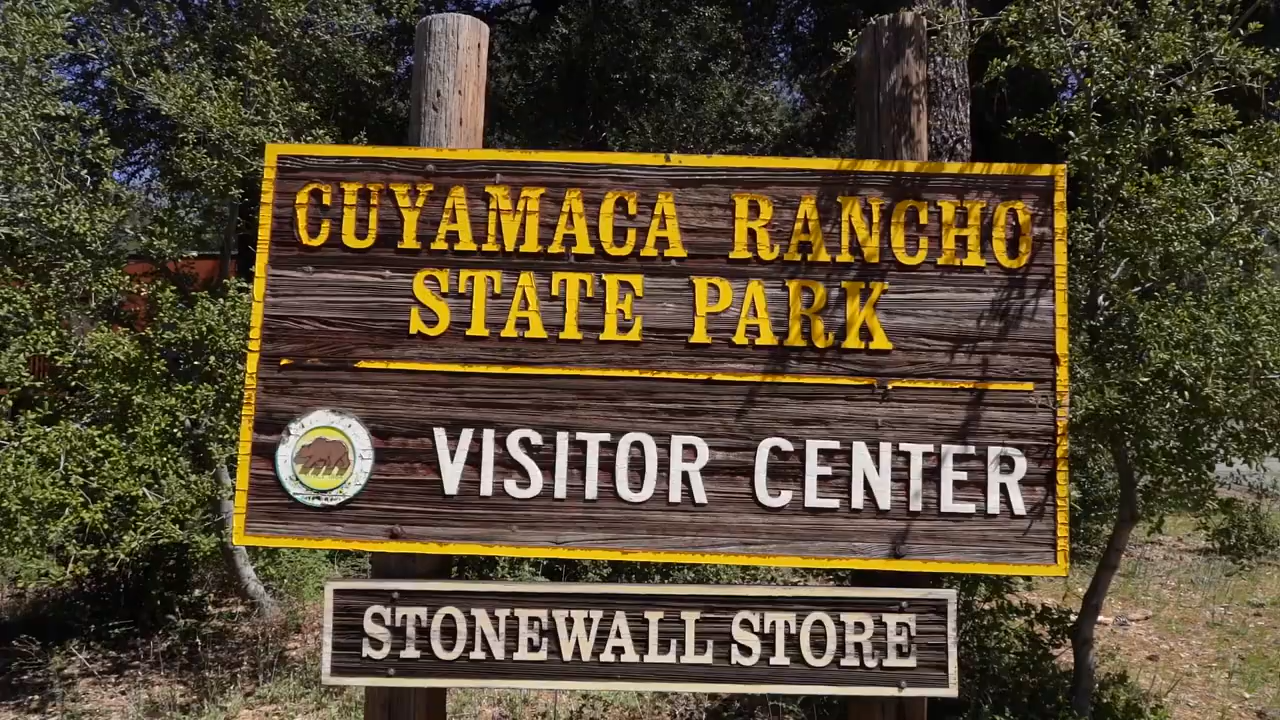 CUYAMACA RANCHO
STATE PARK
VISITOR CENTER
STONEWALL STORE